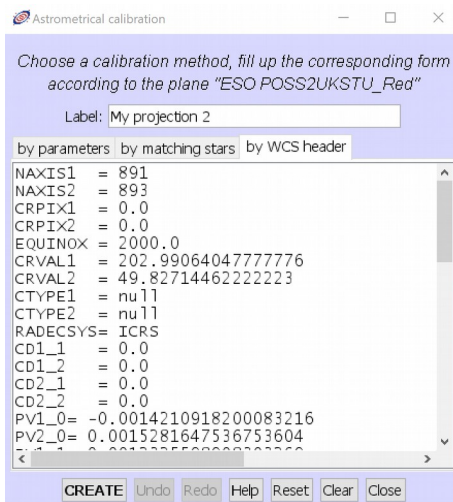 Astrometrical calibration
Choose a calibration method, fill up the corresponding form
according to the plane "ESO POSS2UKSTU_Red"
Label: My projection 2
by parameters by matching stars by WCS header
NAXIS1 = 891
NAXIS2 = 893
CRPIX1 = 0.0
CRPIX2 = 0.0
EQUINOX = 2000.0
CRVAL1 = 202.99064047777776
CRVAL2 = 49.82714462222223
CTYPE1 = null
CTYPE2 = null
RADECSYS= ICRS
CD1_1 = 0.0
CD1_2 = 0.0
CD2_1 = 0.0
CD2_2 = 0.0
PV1_0= -0.0014210918200083216
PV2_0= 0.0015281647536753604
CREATE Undo Redo Help Reset Clear Close